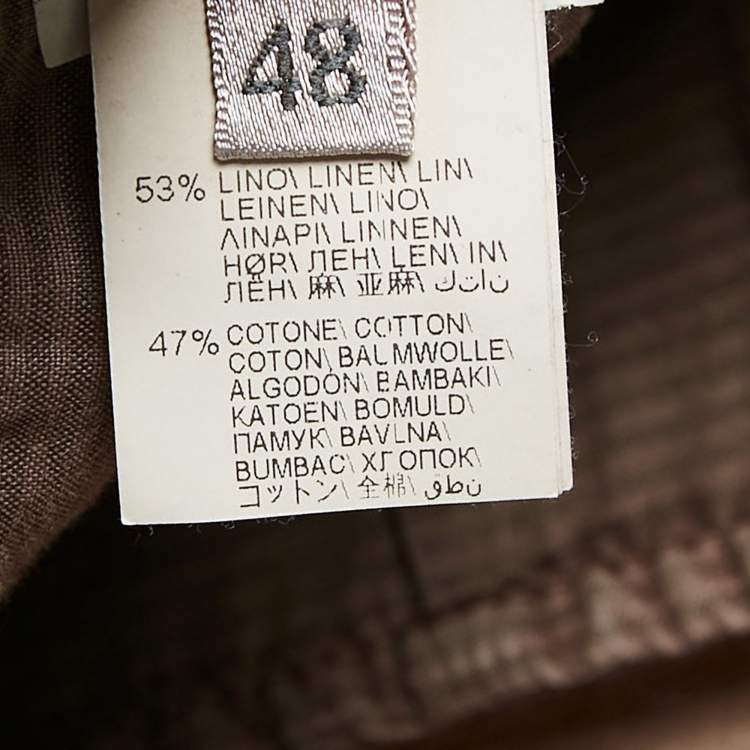 48
53% LINO\ LINEN\ LIN\
LEINEN\ LINO\
ΛΙΝΑΡΙ\ LINNEN\
HØR\ ЛЕН\ LEN\ IN\
ЛЁН\ 麻\ 亚麻\ كتان
47% COTONE\ COTTON\
COTON\ BAUMWOLLE\
ALGODÓN\ BAMBAKI\
KATOEN\ BOMULD\
ПАМУК\ BAVLNA\
BUMBAC\ ХЛОПОК\
コットン\ 全棉\ قطن